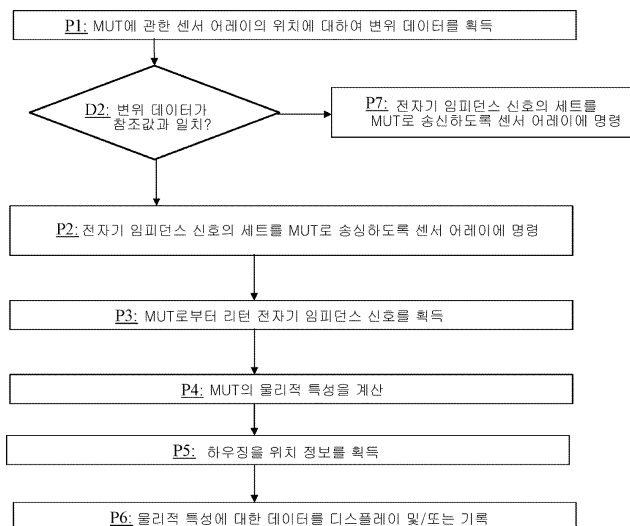 P1: MUT에 관한 센서 어레이의 위치에 대하여 변위 데이터를 획득
D2: 변위 데이터가
참조값과 일치?
P7: 전자기 임피던스 신호의 세트를
MUT로 송신하도록 센서 어레이에 명령
P2: 전자기 임피던스 신호의 세트를 MUT로 송싱하도록 센서 어레이에 명령
P3: MUT로부터 리턴 전자기 임피던스 신호를 획득
P4: MUT의 물리적 특성을 계산
P5: 하우징을 위치 정보를 획득
P6: 물리적 특성에 대한 데이터를 디스플레이 및/또는 기록